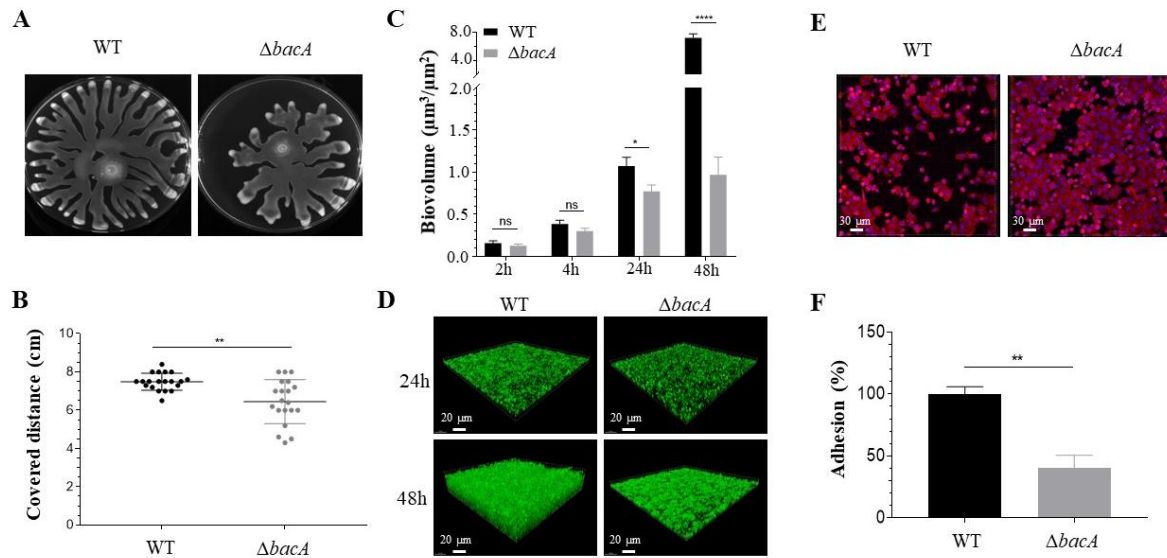 A
WT
ΔbacA
B
Covered distance (cm)
10
8
6
4
2
0
**
WT
ΔbacA
C
Biovolume (µm³/µm²)
8.0
6.0
4.0
2.0
1.5
1.0
0.5
0.0
WT
ΔbacA
ns
ns
*
****
2h
4h
24h
48h
D
WT
ΔbacA
24h
20 µm
20 µm
48h
20 µm
20 µm
E
WT
ΔbacA
30 µm
30 µm
F
Adhesion (%)
150
100
50
0
**
WT
ΔbacA